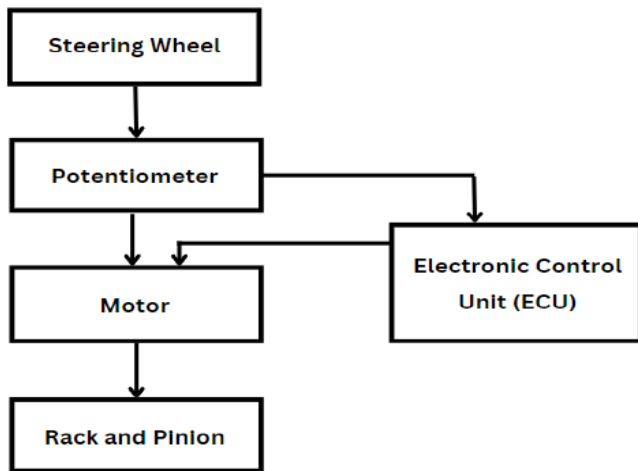 Steering Wheel
Potentiometer
Electronic Control
Unit (ECU)
Motor
Rack and Pinion